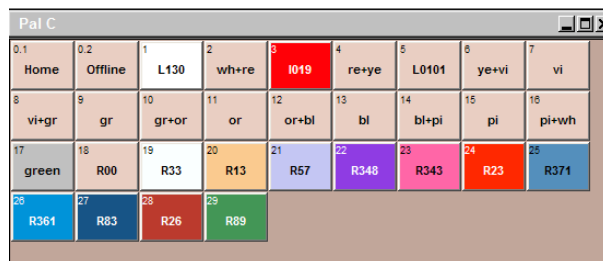 Pal C
0.1 0.2 1 2 3 4 5 6 7
Home Offline L130 wh+re I019 re+ye L0101 ye+vi vi
8 9 10 11 12 13 14 15 16
vi+gr gr gr+or or or+bl bl bl+pi pi pi+wh
17 18 19 20 21 22 23 24 25
green R00 R33 R13 R57 R348 R343 R23 R371
26 27 28 29
R361 R83 R26 R89